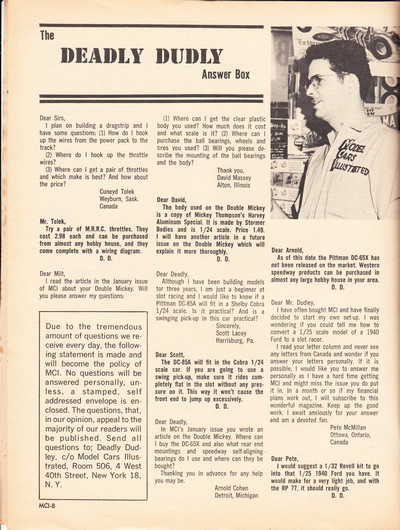 The
DEADLY DUDLY
Answer Box
Dear Sirs,
I plan on building a dragstrip and I
have some questions: (1) How do I hook
up the wires from the power pack to the
track?
(2) Where do I hook up the throttle
wires?
(3) Where can I get a pair of throttles
and which make is best? And how about
the price?
Cuneyd Tolek
Weyburn, Sask.
Canada
Mr. Tolek,
Try a pair of M.R.R.C. throttles. They
cost 2.98 each and can be purchased
from almost any hobby house, and they
come complete with a wiring diagram.
D. D.
Dear Milt,
I read the article in the January issue
of MCI about your Double Mickey. Will
you please answer my questions:
Due to the tremendous
amount of questions we re-
ceive every day, the follow-
ing statement is made and
will become the policy of
MCI. No questions will be
answered personally, un-
less, a stamped, self
addressed envelope is en-
closed. The questions, that,
in our opinion, appeal to the
majority of our readers will
be published. Send all
questions to; Deadly Dud-
ley, c/o Model Cars Illus-
trated, Room 506, 4 West
40th Street, New York 18.
N. Y.
MCI-8
(1) Where can I get the clear plastic
body you used? How much does it cost
and what scale is it? (2) Where can I
purchase the ball bearings, wheels and
tires you used? (3) Will you please de-
scribe the mounting of the ball bearings
and the body?
Thank you,
David Massey
Alton, Illinois
Dear David,
The body used on the Double Mickey
is a copy of Mickey Thompson's Harvey
Aluminum Special. It is made by Stormer
Bodies and is 1/24 scale. Price 1.49.
I will have another article in a future
issue on the Double Mickey which will
explain it more thoroughly.
D. D.
Dear Deadly,
Although I have been building models
for three years, I am just a beginner at
slot racing and I would like to know if a
Pittman DC-65A will fit in a Shelby Cobra
1/24 scale. Is it practical? And is a
swinging pick-up in this car practical?
Sincerely,
Scott Lacey
Harrisburg, Pa.
Dear Scott,
The DC-65A will fit in the Cobra 1/24
scale car. If you are going to use a
swing pick-up, make sure it rides com-
pletely flat in the slot without any pres-
sure on it. This way it won't cause the
front end to jump up excessively.
D. D.
Dear Deadly,
In MCI's January issue you wrote an
article on the Double Mickey. Where can
I buy the DC-65X and also what rear end
mountings and speedway self-aligning
bearings do I use and where can they be
bought?
Thanking you in advance for any help
you may be.
Arnold Cohen
Detroit, Michigan
MODEL
CARS
ILLUSTRATED
Dear Arnold,
As of this date the Pittman DC-65X has
not been released on the market. Western
speedway products can be purchased in
almost any large hobby house in your area.
D. D.
Dear Mr. Dudley,
I have often bought MCI and have finally
decided to start my own set-up. I was
wondering if you could tell me how to
convert a 1/25 scale model of a 1940
Ford to a slot racer.
I read your letter column and never see
any letters from Canada and wonder if you
answer your letters personally. If it is
possible, I would like you to answer me
personally as I have a hard time getting
MCI and might miss the issue you do put
it in, in a month or so if my financial
plans work out, I will subscribe to this
wonderful magazine. Keep up the good
work. I await anxiously for your answer
and am a devoted fan.
Pete McMillan
Ottawa, Ontario,
Canada
Dear Pete,
I would suggest a 1/32 Revell kit to go
into that 1/25 1940 Ford you have. It
would make for a very light job, and with
the RP 77, it should really go.
D. D.